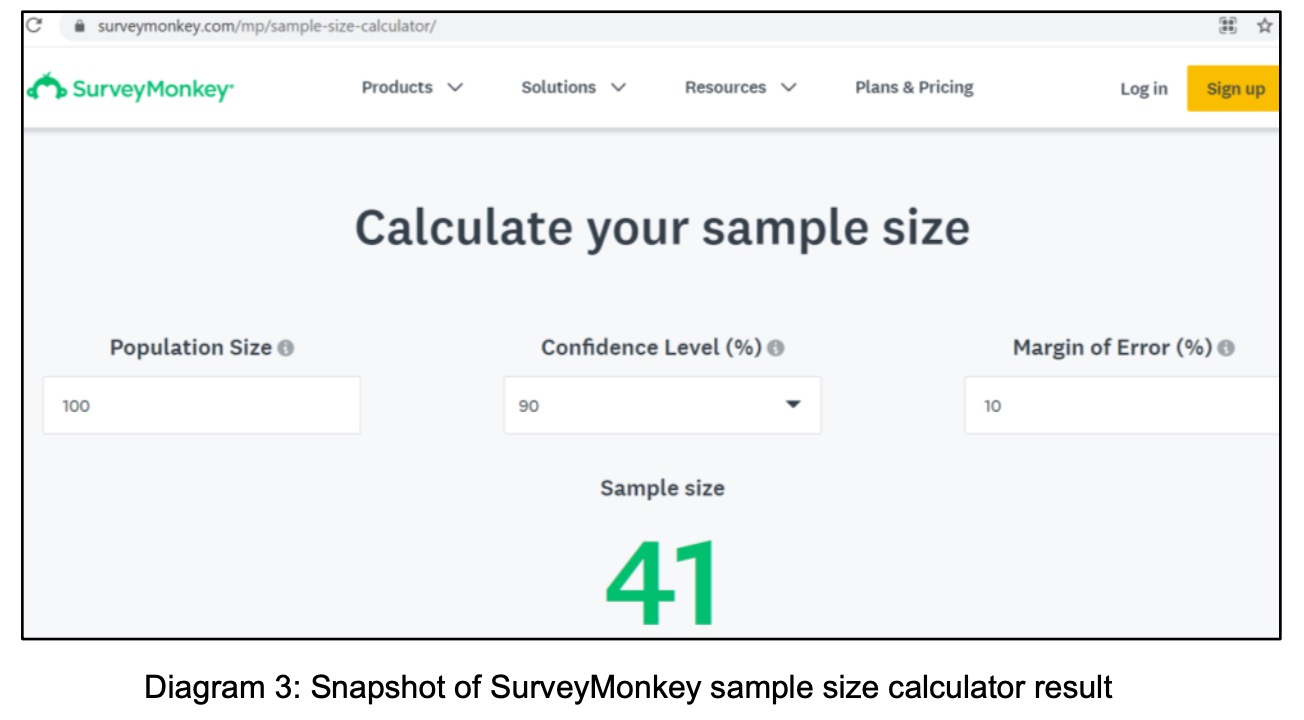 surveymonkey.com/mp/sample-size-calculator/
SurveyMonkey Products Solutions Resources Plans & Pricing Log in Sign up
Calculate your sample size
Population Size Confidence Level (%) Margin of Error (%)
100 90 10
Sample size
41
Diagram 3: Snapshot of SurveyMonkey sample size calculator result